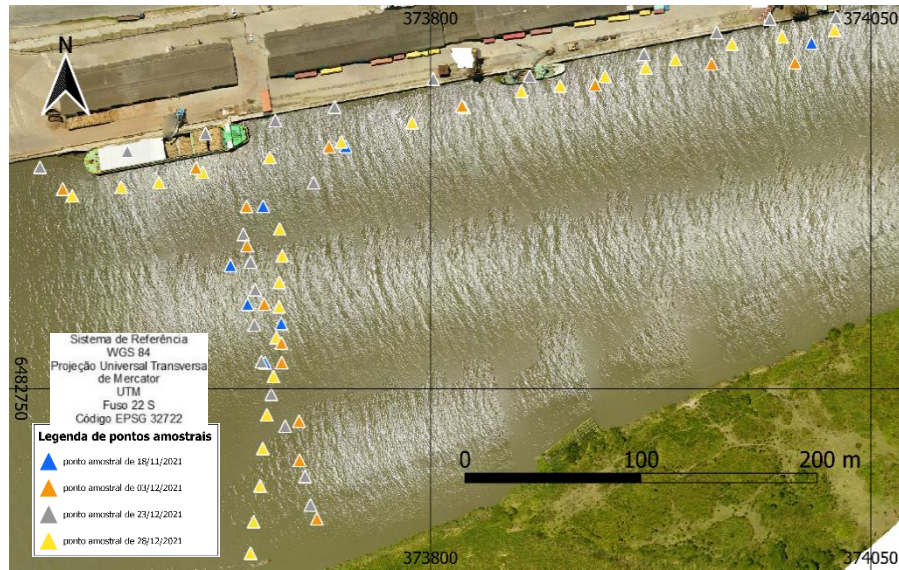 373800
374050
N
6482750
Sistema de Referência
WGS 84
Projeção Universal Transversa
de Mercator
UTM
Fuso 22 S
Código EPSG 32722
Legenda de pontos amostrais
ponto amostral de 18/11/2021
ponto amostral de 03/12/2021
ponto amostral de 23/12/2021
ponto amostral de 28/12/2021
0 100 200 m
373800
374050